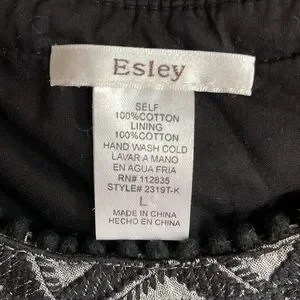 Esley
SELF
100%COTTON
LINING
100%COTTON
HAND WASH COLD
LAVAR A MANO
EN AGUA FRIA
RN# 112835
STYLE# 2319T-K
L
MADE IN CHINA
HECHO EN CHINA